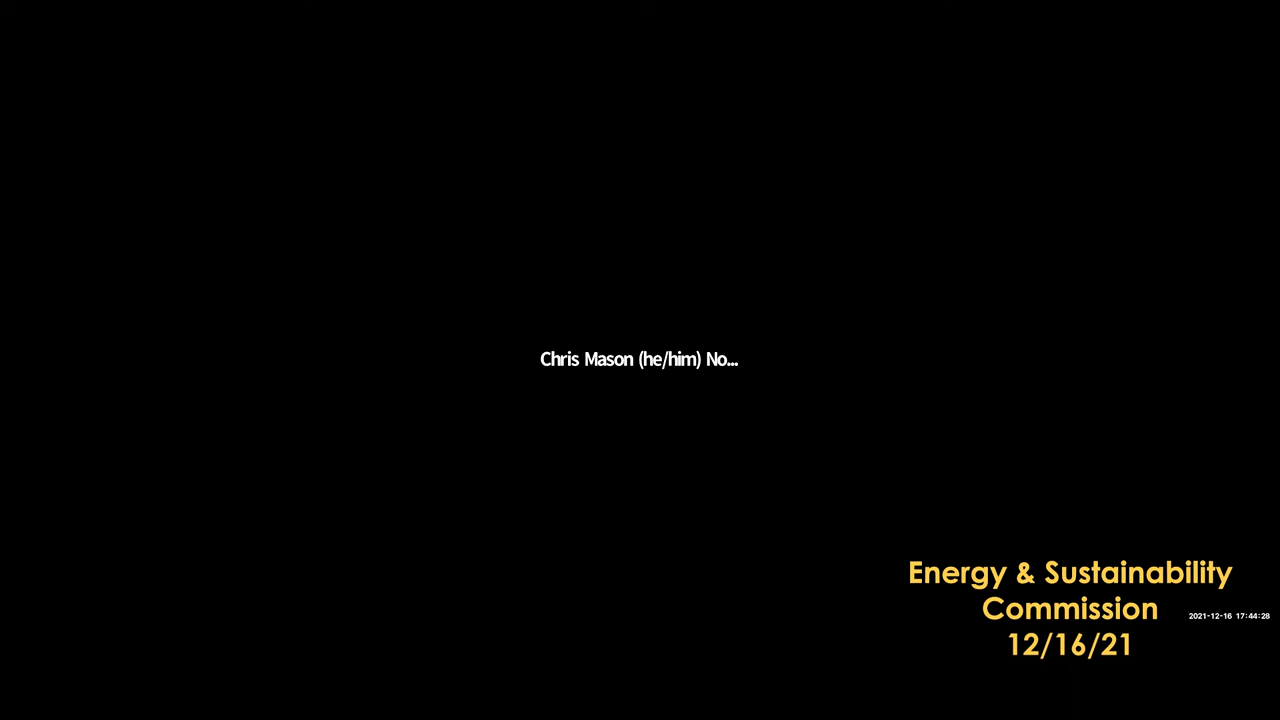 Chris Mason (he/him) No...
Energy & Sustainability
Commission
2021-12-16 17:44:28
12/16/21